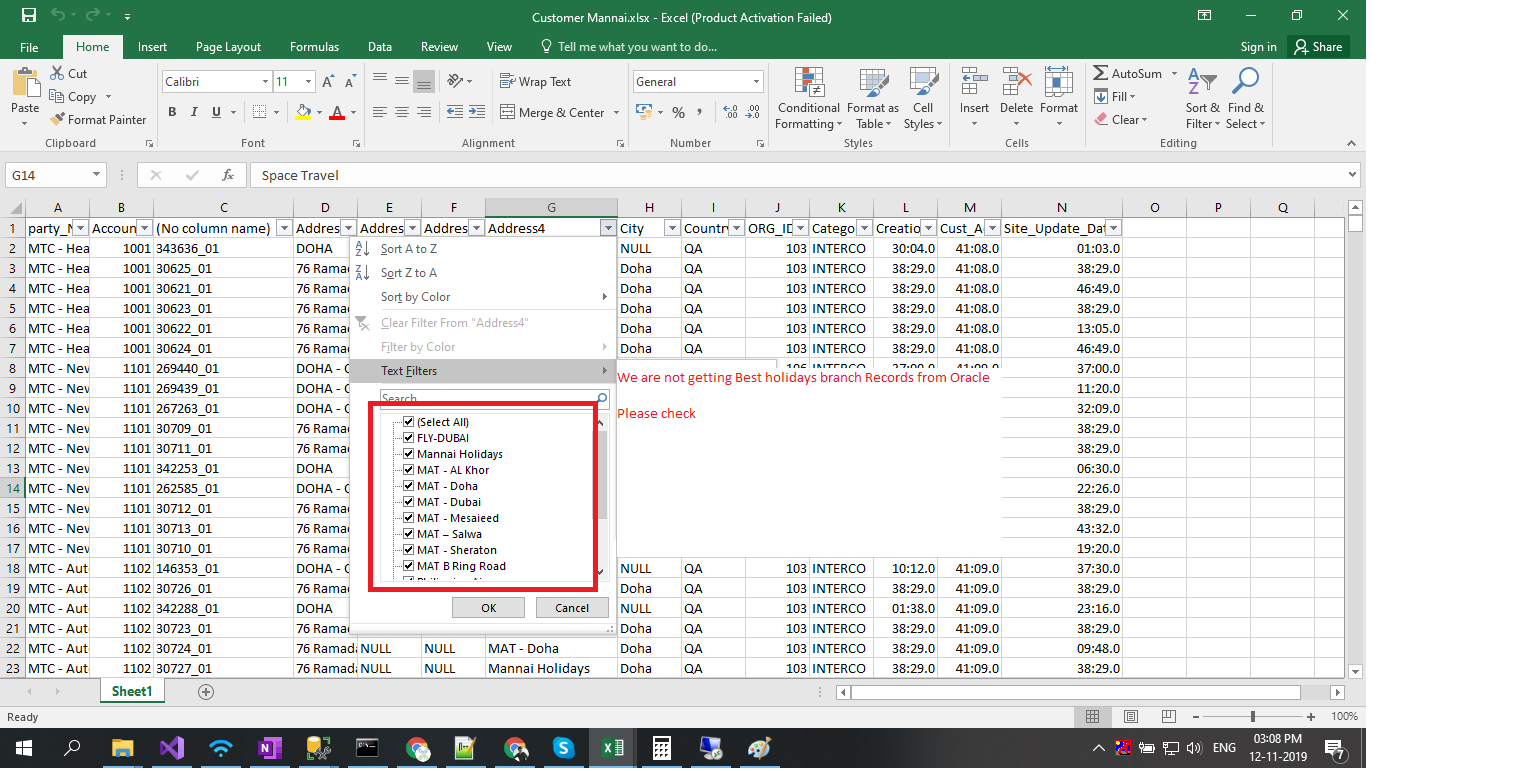 Customer Mannai.xlsx - Excel (Product Activation Failed)
File Home Insert Page Layout Formulas Data Review View Tell me what you want to do... Sign in Share
Cut
Copy
Format Painter
Paste
Clipboard
Calibri 11
B I U
Font
Wrap Text
Merge & Center
Alignment
General
Number
Conditional Formatting
Format as Table
Cell Styles
Styles
Insert Delete Format
Cells
AutoSum
Fill
Clear
Sort & Filter
Find & Select
Editing
G14 fx Space Travel
A B C D E F G H I J K L M N O P Q
1 party_N Accoun (No column name) Addres Addres Addres Address4 City Country ORG_ID Catego Creatio Cust_A Site_Update_Dat
2 MTC - Hea 1001 343636_01 DOHA NULL QA 103 INTERCO 30:04.0 41:08.0 01:03.0
3 MTC - Hea 1001 30625_01 76 Ramad Doha QA 103 INTERCO 38:29.0 41:08.0 38:29.0
4 MTC - Hea 1001 30621_01 76 Ramad Doha QA 103 INTERCO 38:29.0 41:08.0 46:49.0
5 MTC - Hea 1001 30623_01 76 Ramad Doha QA 103 INTERCO 38:29.0 41:08.0 38:29.0
6 MTC - Hea 1001 30622_01 76 Ramad Doha QA 103 INTERCO 38:29.0 41:08.0 13:05.0
7 MTC - Hea 1001 30624_01 76 Ramad Doha QA 103 INTERCO 38:29.0 41:08.0 46:49.0
8 MTC - Nev 1101 269440_01 DOHA - C 37:00.0
9 MTC - Nev 1101 269439_01 DOHA - C 11:20.0
10 MTC - Nev 1101 267263_01 DOHA - C 32:09.0
11 MTC - Nev 1101 30709_01 76 Ramad 38:29.0
12 MTC - Nev 1101 30711_01 76 Ramad 38:29.0
13 MTC - Nev 1101 342253_01 DOHA 06:30.0
14 MTC - Nev 1101 262585_01 DOHA - C 22:26.0
15 MTC - Nev 1101 30712_01 76 Ramad 38:29.0
16 MTC - Nev 1101 30713_01 76 Ramad 43:32.0
17 MTC - Nev 1101 30710_01 76 Ramad 19:20.0
18 MTC - Aut 1102 146353_01 DOHA - C NULL QA 103 INTERCO 10:12.0 41:09.0 37:30.0
19 MTC - Aut 1102 30726_01 76 Ramad Doha QA 103 INTERCO 38:29.0 41:09.0 38:29.0
20 MTC - Aut 1102 342288_01 DOHA NULL QA 103 INTERCO 01:38.0 41:09.0 23:16.0
21 MTC - Aut 1102 30723_01 76 Ramad Doha QA 103 INTERCO 38:29.0 41:09.0 38:29.0
22 MTC - Aut 1102 30724_01 76 Ramada NULL NULL MAT - Doha Doha QA 103 INTERCO 38:29.0 41:09.0 09:48.0
23 MTC - Aut 1102 30727_01 76 Ramada NULL NULL Mannai Holidays Doha QA 103 INTERCO 38:29.0 41:09.0 38:29.0
Sort A to Z
Sort Z to A
Sort by Color
Clear Filter From "Address4"
Filter by Color
Text Filters
Search
(Select All)
FLY-DUBAI
Mannai Holidays
MAT - AL Khor
MAT - Doha
MAT - Dubai
MAT - Mesaieed
MAT – Salwa
MAT - Sheraton
MAT B Ring Road
OK Cancel
We are not getting Best holidays branch Records from Oracle
Please check
Sheet1
Ready 100%
ENG 03:08 PM
12-11-2019
7